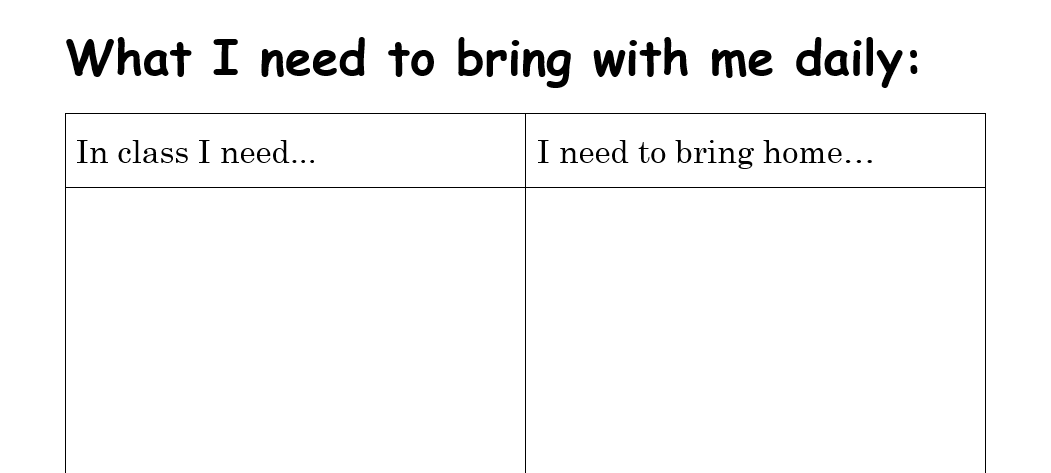 What I need to bring with me daily:
In class I need...
I need to bring home…